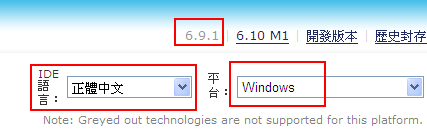 6.9.1 | 6.10 M1 | 開發版本 | 歷史封存
IDE 語言： 正體中文 平台： Windows
Note: Greyed out technologies are not supported for this platform.